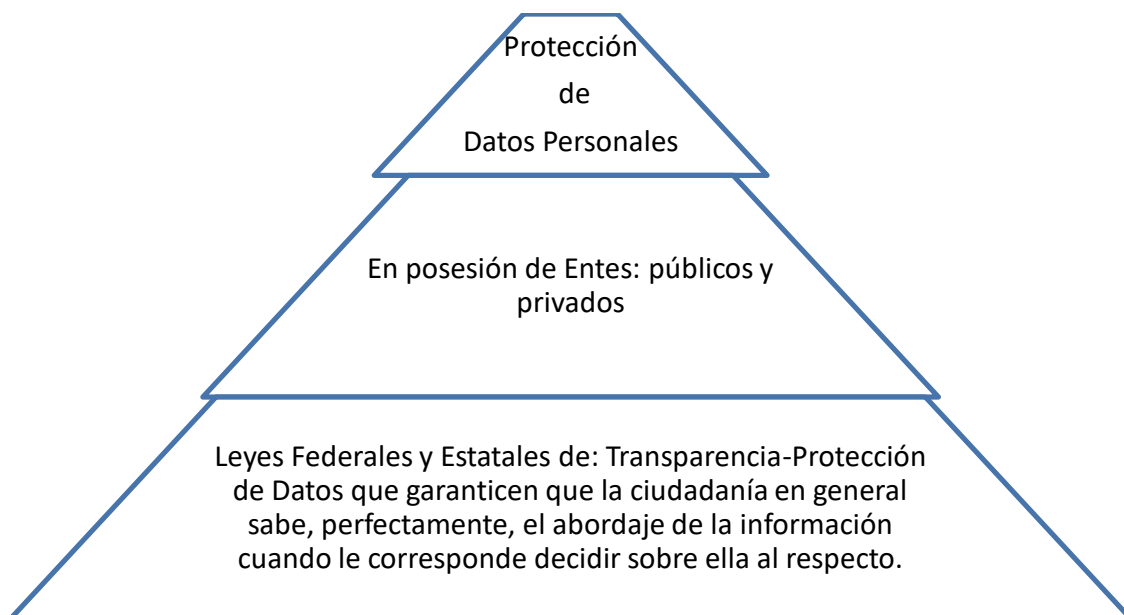 Protección
de
Datos Personales
En posesión de Entes: públicos y
privados
Leyes Federales y Estatales de: Transparencia-Protección
de Datos que garanticen que la ciudadanía en general
sabe, perfectamente, el abordaje de la información
cuando le corresponde decidir sobre ella al respecto.